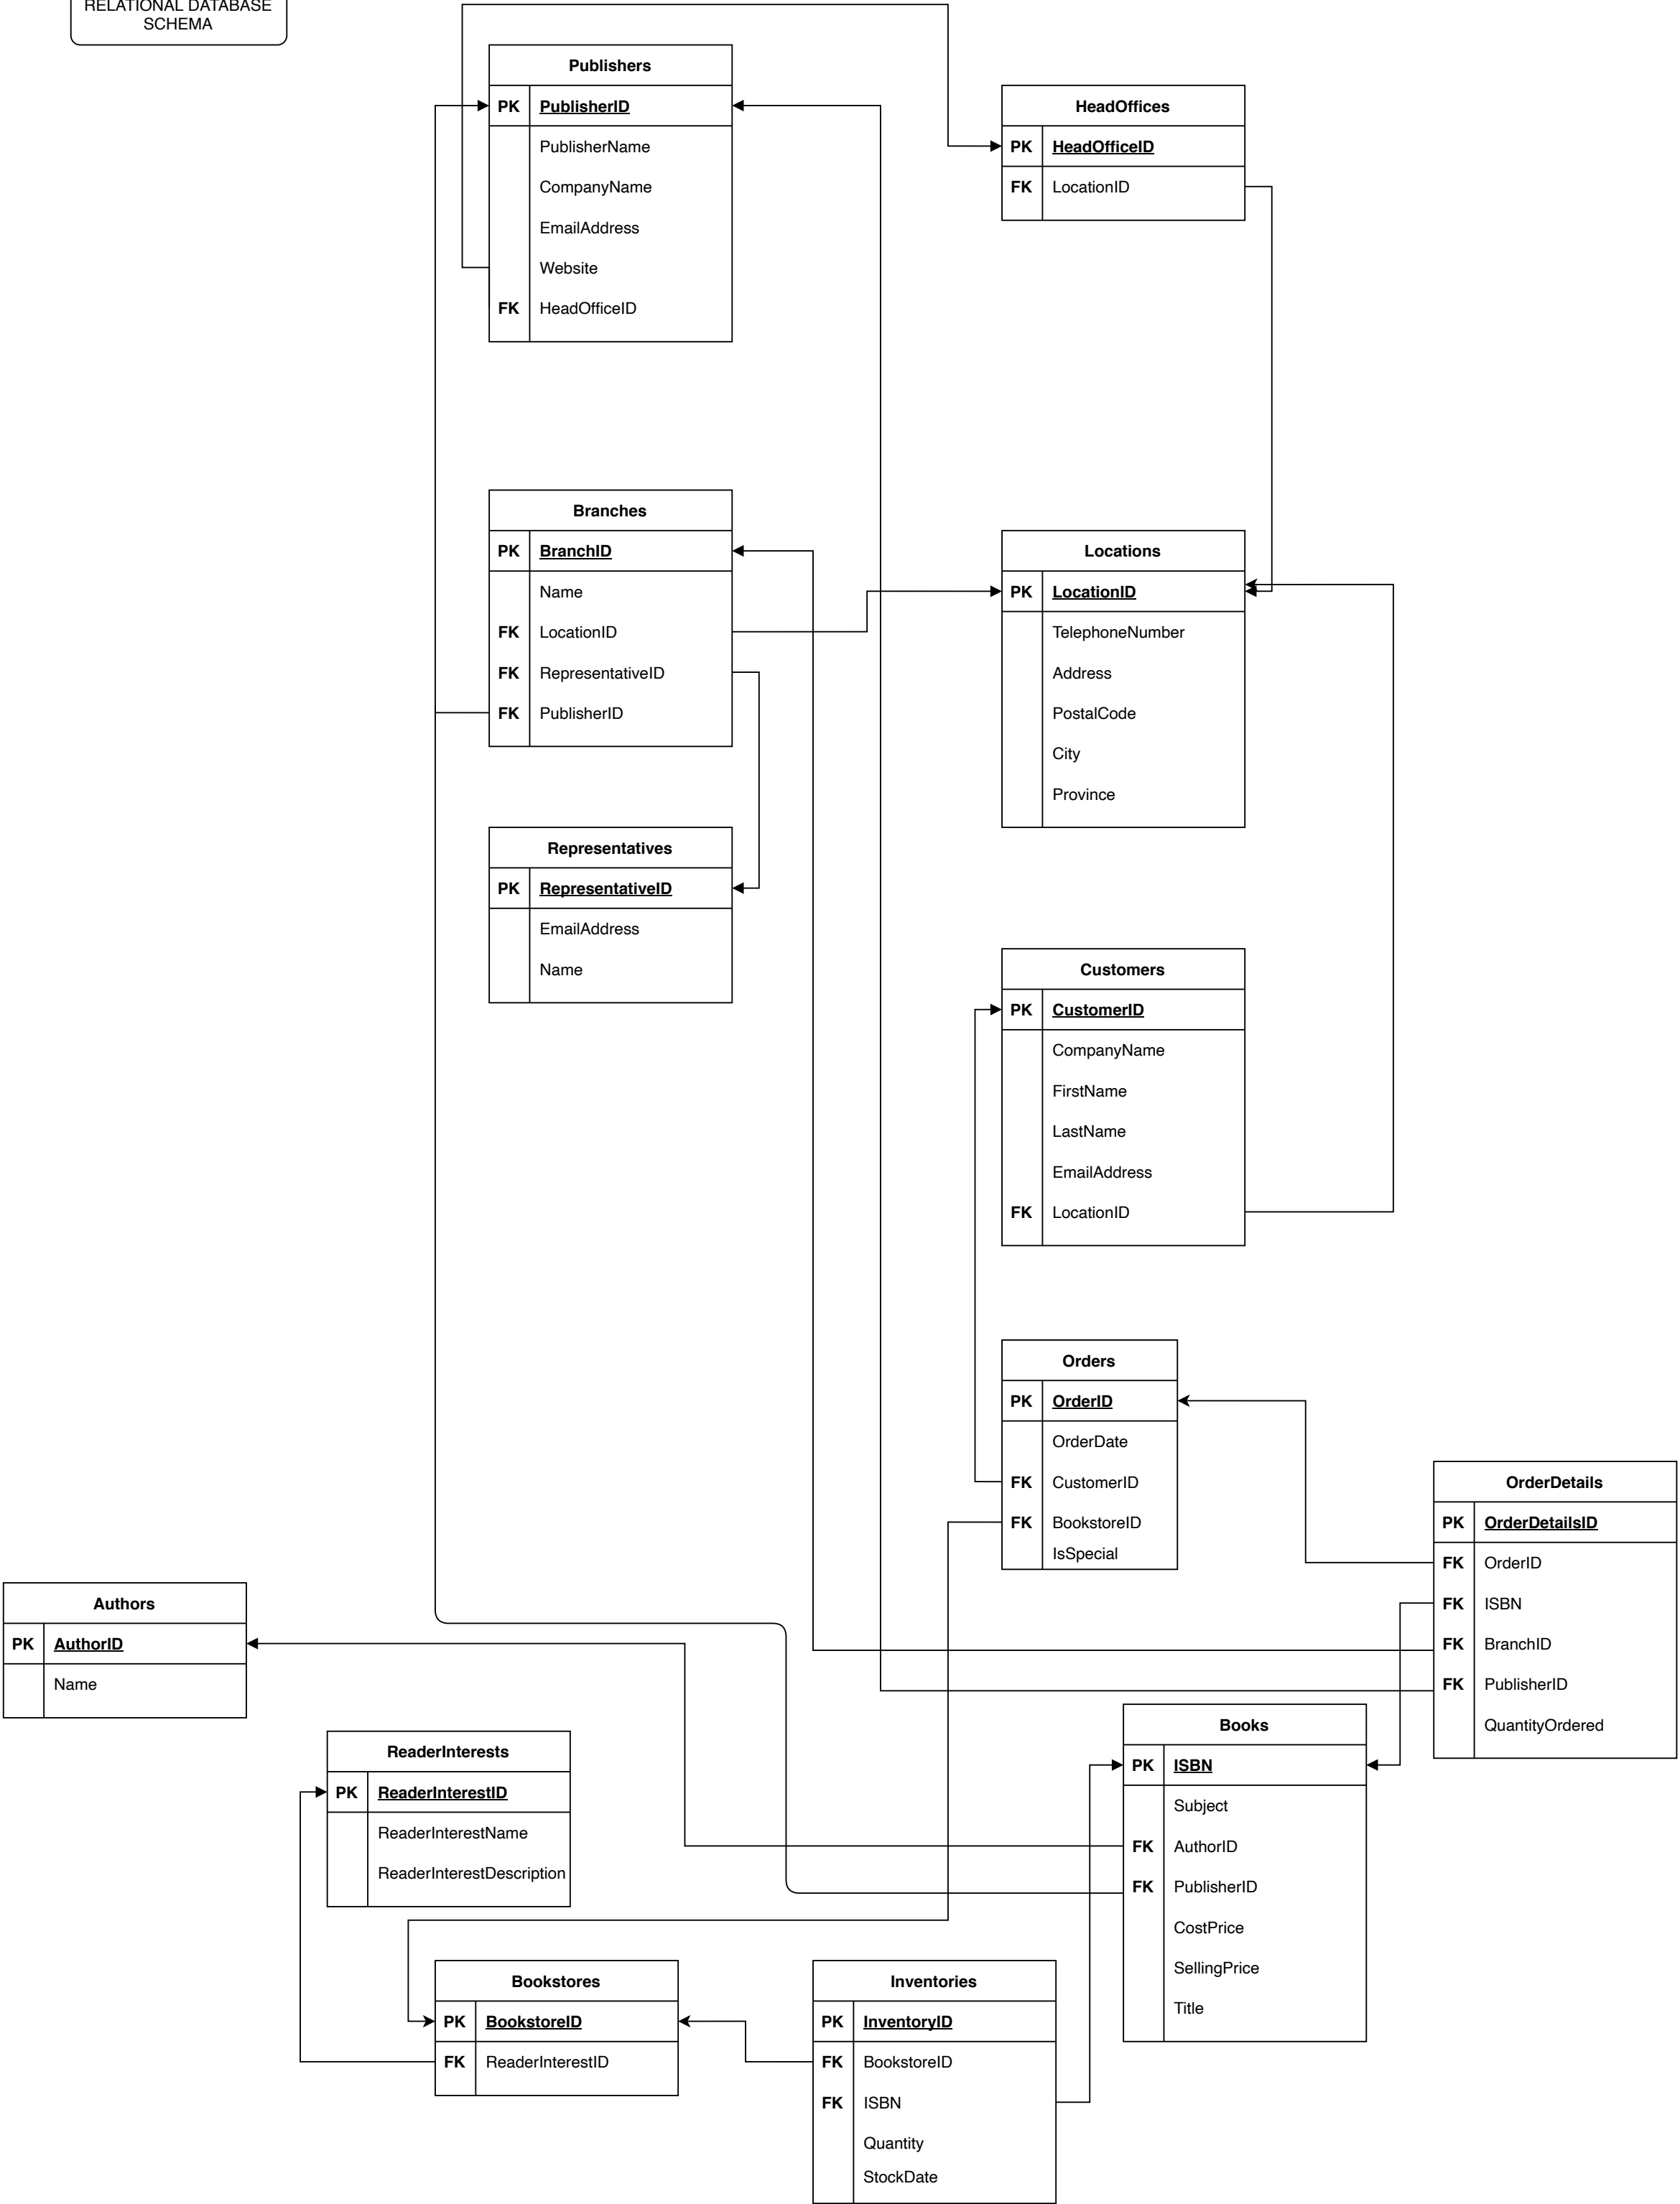 RELATIONAL DATABASE
SCHEMA
Publishers
PK PublisherID
PublisherName
CompanyName
EmailAddress
Website
FK HeadOfficeID
HeadOffices
PK HeadOfficeID
FK LocationID
Branches
PK BranchID
Name
FK LocationID
FK RepresentativeID
FK PublisherID
Locations
PK LocationID
TelephoneNumber
Address
PostalCode
City
Province
Representatives
PK RepresentativeID
EmailAddress
Name
Customers
PK CustomerID
CompanyName
FirstName
LastName
EmailAddress
FK LocationID
Orders
PK OrderID
OrderDate
FK CustomerID
FK BookstoreID
IsSpecial
OrderDetails
PK OrderDetailsID
FK OrderID
FK ISBN
FK BranchID
FK PublisherID
QuantityOrdered
Authors
PK AuthorID
Name
ReaderInterests
PK ReaderInterestID
ReaderInterestName
ReaderInterestDescription
Books
PK ISBN
Subject
FK AuthorID
FK PublisherID
CostPrice
SellingPrice
Title
Bookstores
PK BookstoreID
FK ReaderInterestID
Inventories
PK InventoryID
FK BookstoreID
FK ISBN
Quantity
StockDate